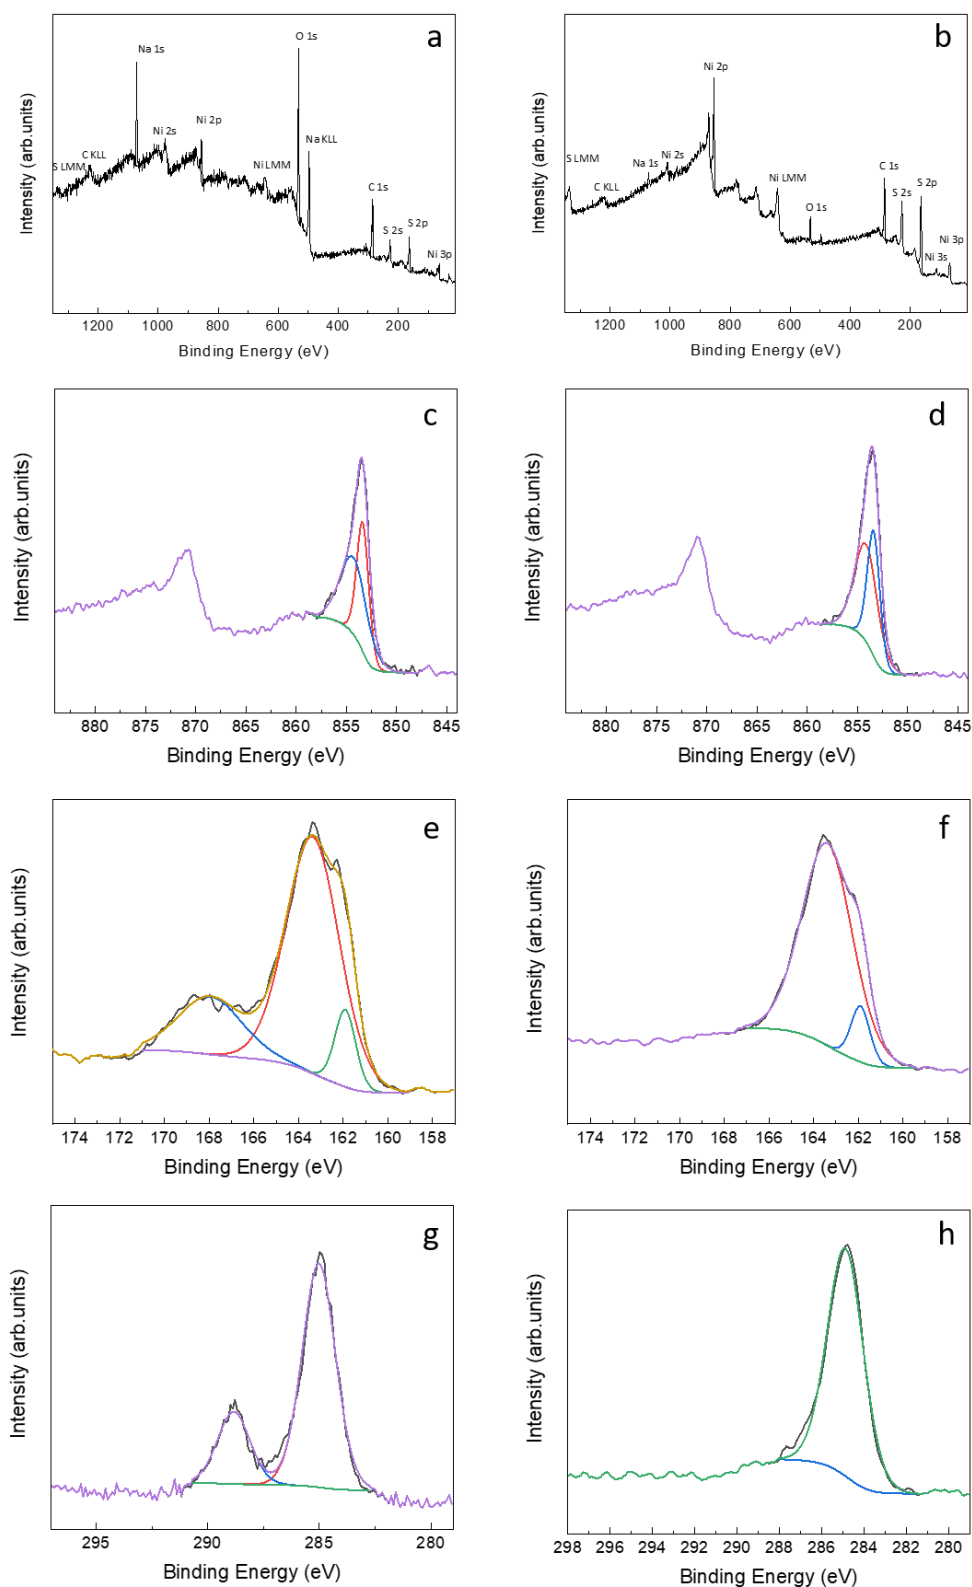 a
Na 1s
O 1s
Ni 2s
Ni 2p
Na KLL
C KLL
S LMM
Ni LMM
C 1s
S 2s
S 2p
Ni 3p
Intensity (arb.units)
1200 1000 800 600 400 200
Binding Energy (eV)
b
Ni 2p
S LMM
C KLL
Na 1s
Ni 2s
Ni LMM
O 1s
C 1s
S 2s
S 2p
Ni 3s
Ni 3p
Intensity (arb.units)
1200 1000 800 600 400 200
Binding Energy (eV)
c
Intensity (arb.units)
880 875 870 865 860 855 850 845
Binding Energy (eV)
d
Intensity (arb.units)
880 875 870 865 860 855 850 845
Binding Energy (eV)
e
Intensity (arb.units)
174 172 170 168 166 164 162 160 158
Binding Energy (eV)
f
Intensity (arb.units)
174 172 170 168 166 164 162 160 158
Binding Energy (eV)
g
Intensity (arb.units)
295 290 285 280
Binding Energy (eV)
h
Intensity (arb.units)
298 296 294 292 290 288 286 284 282 280
Binding Energy (eV)